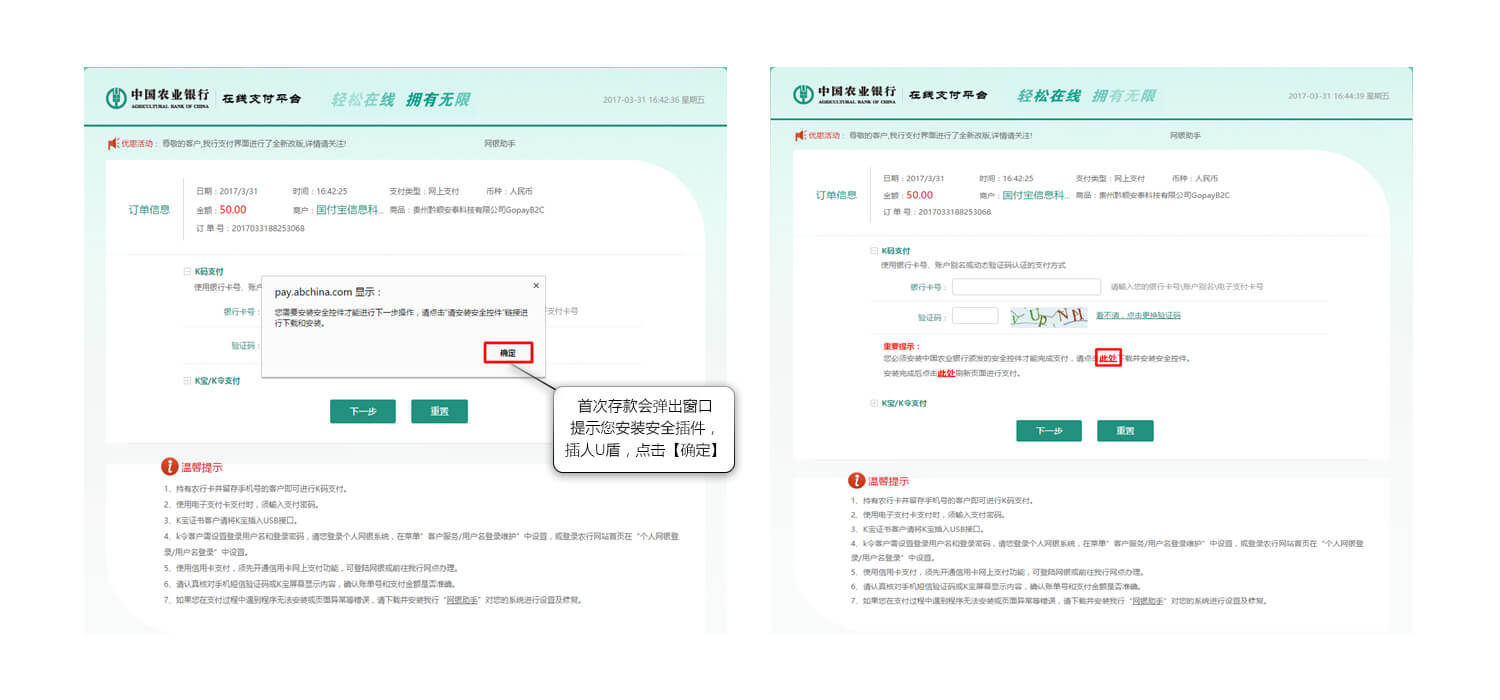 中国农业银行
AGRICULTURAL BANK OF CHINA
在线支付平台
轻松在线 拥有无限
2017-03-31 16:42:36 星期五
优惠活动： 尊敬的客户,我行支付界面进行了全新改版,详情请关注!
网银助手
订单信息
日期：2017/3/31 时间：16:42:25 支付类型：网上支付 币种：人民币
金额：50.00 商户：国付宝信息科... 商品：贵州黔顺安泰科技有限公司GopayB2C
订 单 号：2017033188253068
K码支付
使用银行卡号、账户
银行卡号：
支付卡号
验证码：
pay.abchina.com 显示：
×
您需要安装安全控件才能进行下一步操作，请点击"请安装安全控件"链接进
行下载和安装。
确定
K宝/K令支付
下一步 重置
首次存款会弹出窗口
提示您安装安全插件，
插人U盾，点击【确定】
温馨提示
1、持有农行卡并留存手机号的客户即可进行K码支付。
2、使用电子支付卡支付时，须输入支付密码。
3、K宝证书客户请将K宝插入USB接口。
4、k令客户需设置登录用户名和登录密码，请您登录个人网银系统，在菜单" 客户服务/用户名登录维护" 中设置，或登录农行网站首页在 "个人网银登
录/用户名登录" 中设置。
5、使用信用卡支付，须先开通信用卡网上支付功能，可登陆网银或前往我行网点办理。
6、请认真核对手机短信验证码或K宝屏幕显示内容，确认账单号和支付金额是否准确。
7、如果您在支付过程中遇到程序无法安装或页面异常等错误，请下载并安装我行 "网银助手" 对您的系统进行设置及修复。
中国农业银行
AGRICULTURAL BANK OF CHINA
在线支付平台
轻松在线 拥有无限
2017-03-31 16:44:39 星期五
优惠活动： 尊敬的客户,我行支付界面进行了全新改版,详情请关注!
网银助手
订单信息
日期：2017/3/31 时间：16:42:25 支付类型：网上支付 币种：人民币
金额：50.00 商户：国付宝信息科... 商品：贵州黔顺安泰科技有限公司GopayB2C
订 单 号：2017033188253068
K码支付
使用银行卡号、账户别名或动态验证码认证的支付方式
银行卡号： 请输入您的银行卡号\账户别名\电子支付卡号
验证码： 看不清，点击更换验证码
重要提示：
您必须安装中国农业银行颁发的安全控件才能完成支付，请点击此处下载并安装安全控件。
安装完成后点击此处刷新页面进行支付。
K宝/K令支付
下一步 重置
温馨提示
1、持有农行卡并留存手机号的客户即可进行K码支付。
2、使用电子支付卡支付时，须输入支付密码。
3、K宝证书客户请将K宝插入USB接口。
4、k令客户需设置登录用户名和登录密码，请您登录个人网银系统，在菜单" 客户服务/用户名登录维护" 中设置，或登录农行网站首页在 "个人网银登
录/用户名登录" 中设置。
5、使用信用卡支付，须先开通信用卡网上支付功能，可登陆网银或前往我行网点办理。
6、请认真核对手机短信验证码或K宝屏幕显示内容，确认账单号和支付金额是否准确。
7、如果您在支付过程中遇到程序无法安装或页面异常等错误，请下载并安装我行 "网银助手" 对您的系统进行设置及修复。